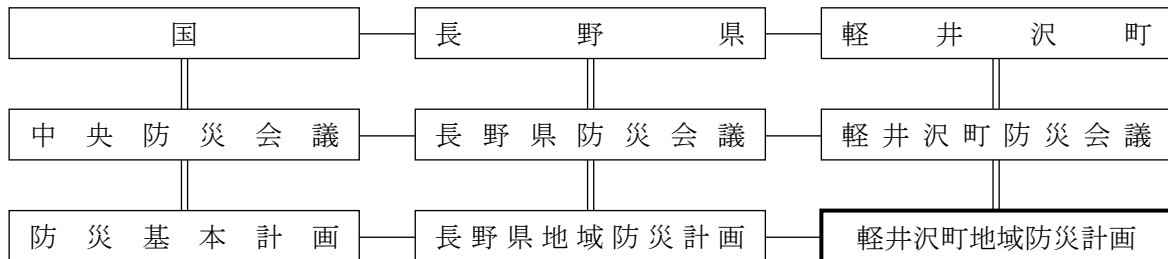 国 長野県 軽井沢町
中央防災会議 長野県防災会議 軽井沢町防災会議
防災基本計画 長野県地域防災計画 軽井沢町地域防災計画